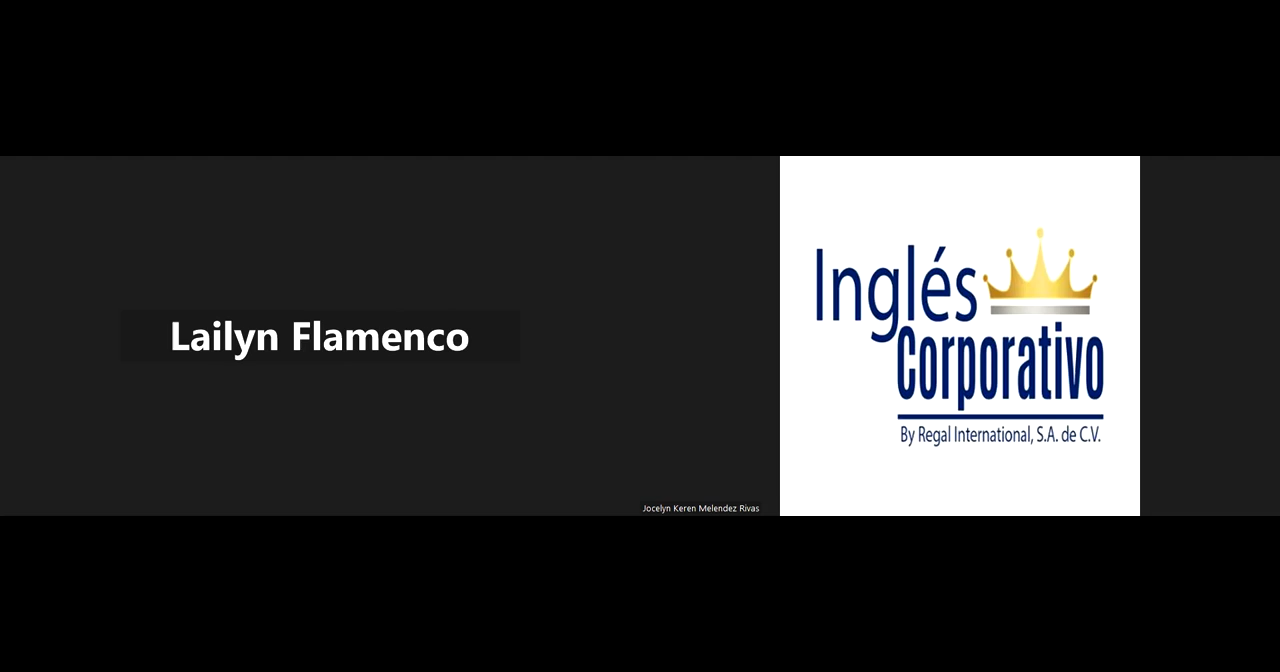 Lailyn Flamenco
Jocelyn Keren Melendez Rivas
Inglés
Corporativo
By Regal International, S.A. de C.V.